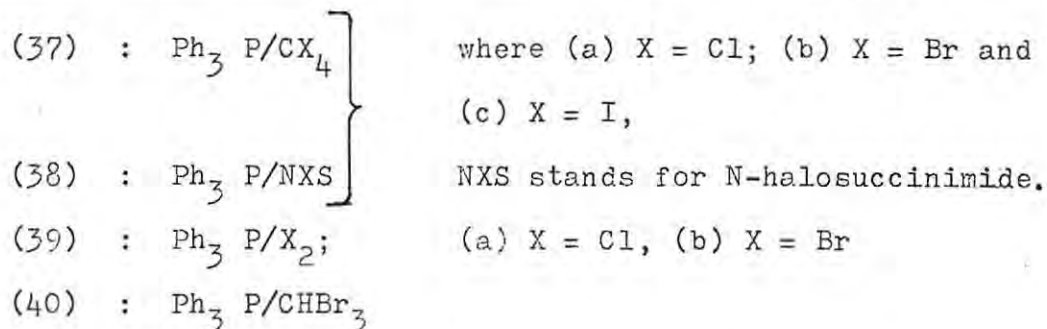 (37) : Ph₃ P/CX₄ where (a) X = Cl; (b) X = Br and
(c) X = I,
(38) : Ph₃ P/NXS NXS stands for N-halosuccinimide.
(39) : Ph₃ P/X₂; (a) X = Cl, (b) X = Br
(40) : Ph₃ P/CHBr₃